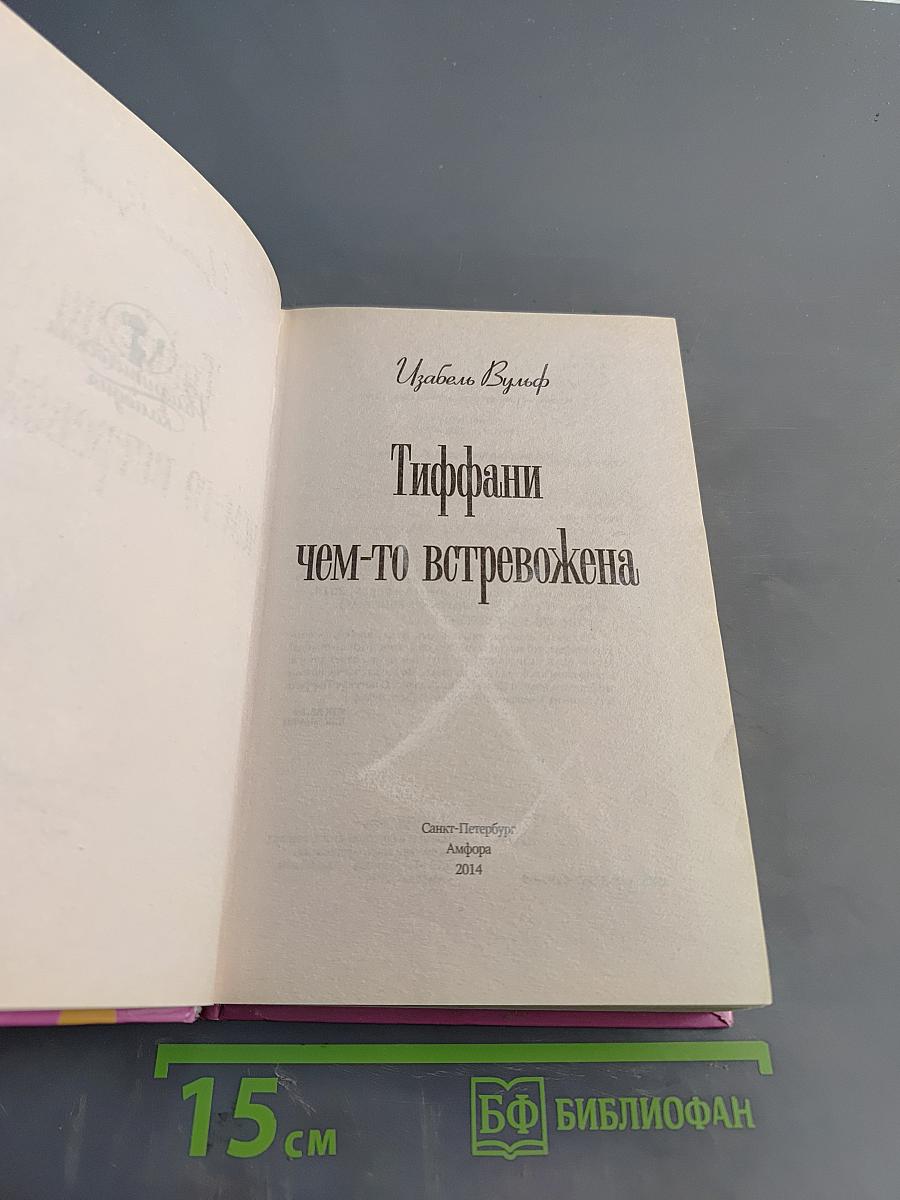 Изабель Вульф
Тиффани
чем-то встревожена
Санкт-Петербург
Амфора
2014
15 см
БФ БИБЛИОФАН